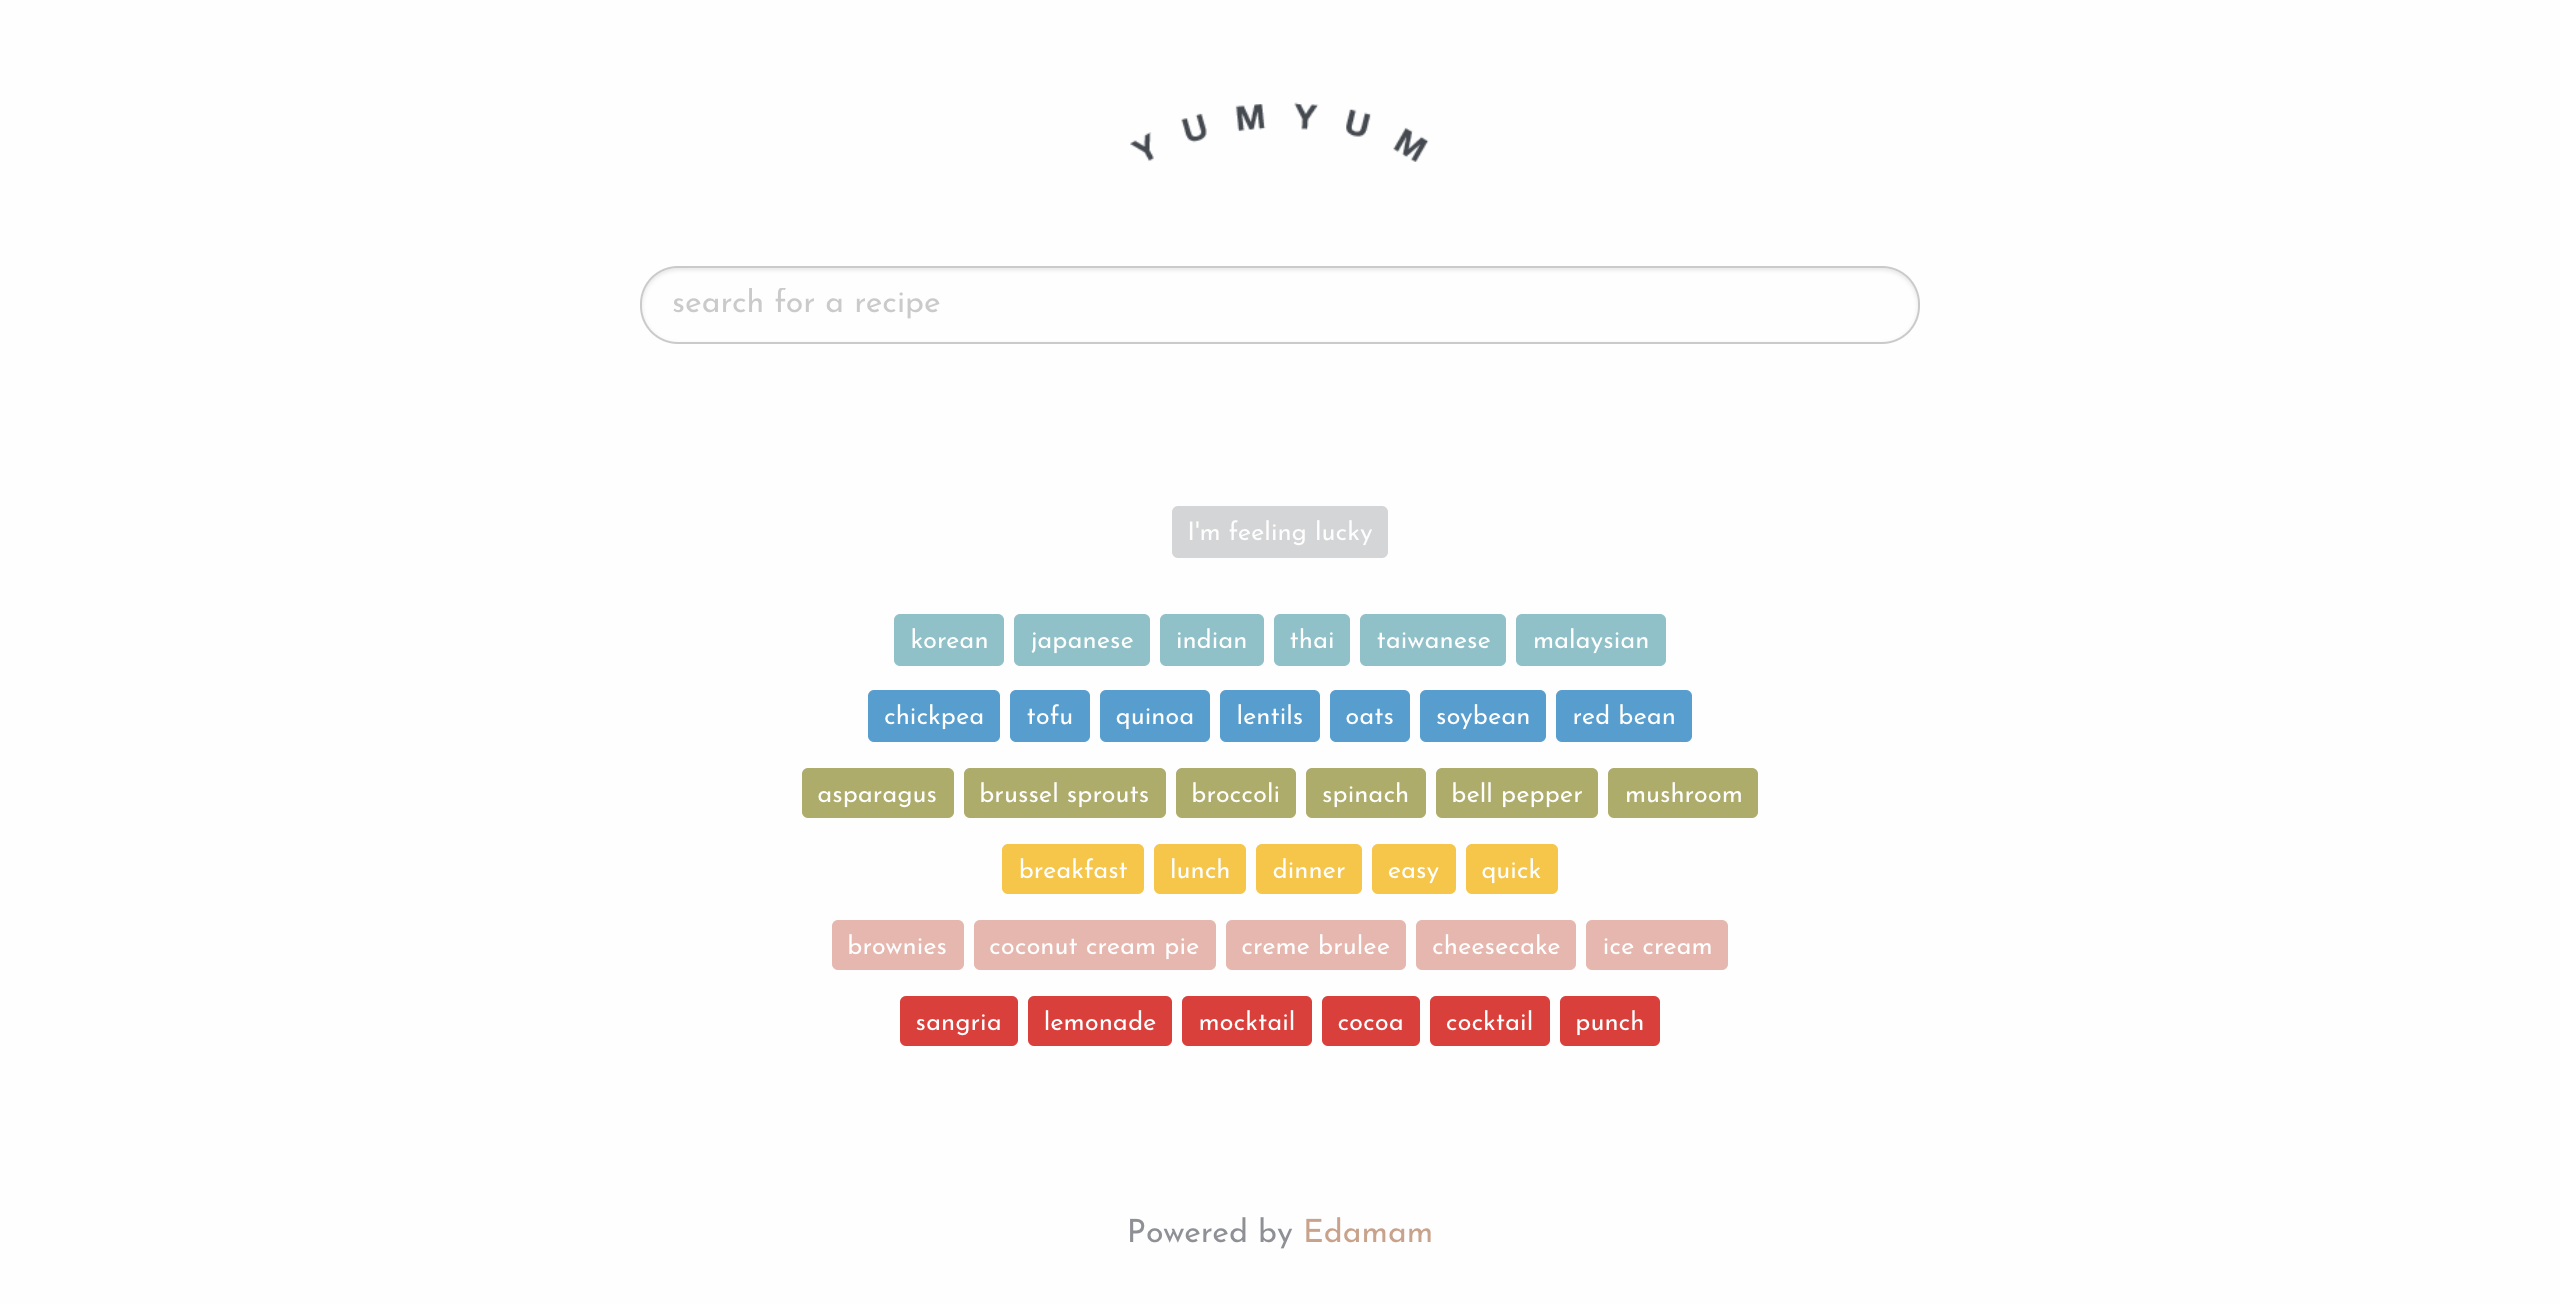 YUMYUM
search for a recipe
I'm feeling lucky
korean japanese indian thai taiwanese malaysian
chickpea tofu quinoa lentils oats soybean red bean
asparagus brussel sprouts broccoli spinach bell pepper mushroom
breakfast lunch dinner easy quick
brownies coconut cream pie creme brulee cheesecake ice cream
sangria lemonade mocktail cocoa cocktail punch
Powered by Edamam